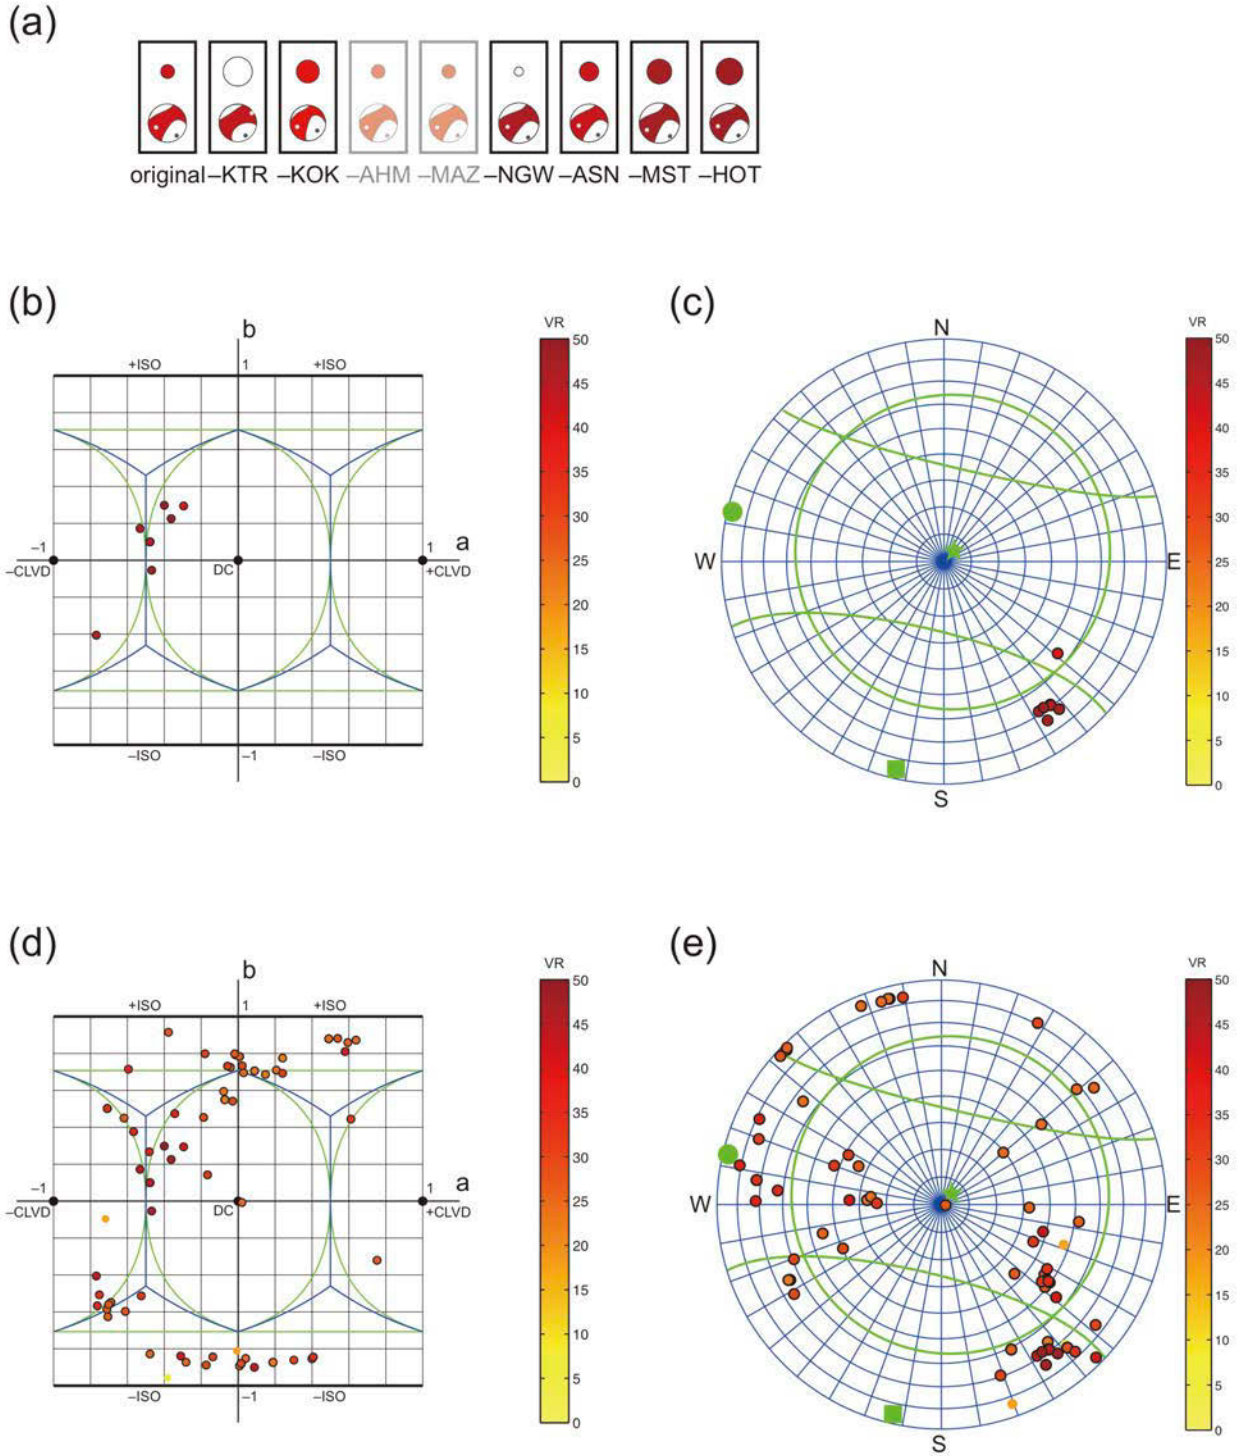 (a)
original –KTR –KOK –AHM –MAZ –NGW –ASN –MST –HOT
(b)
b
+ISO 1 +ISO
–1 1 a
–CLVD DC +CLVD
–ISO –1 –ISO
VR
50
45
40
35
30
25
20
15
10
5
0
(c)
N
W E
S
VR
50
45
40
35
30
25
20
15
10
5
0
(d)
b
+ISO 1 +ISO
–1 1 a
–CLVD DC +CLVD
–ISO –1 –ISO
VR
50
45
40
35
30
25
20
15
10
5
0
(e)
N
W E
S
VR
50
45
40
35
30
25
20
15
10
5
0